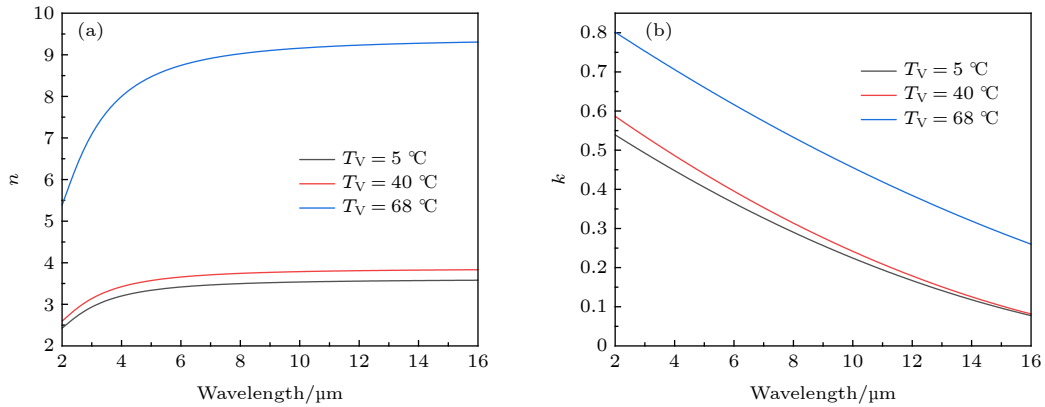 (a)
10
9
8
7
6
5
4
3
2
n
T_V = 5 ℃
T_V = 40 ℃
T_V = 68 ℃
2 4 6 8 10 12 14 16
Wavelength/μm
(b)
0.8
0.7
0.6
0.5
0.4
0.3
0.2
0.1
0
k
T_V = 5 ℃
T_V = 40 ℃
T_V = 68 ℃
2 4 6 8 10 12 14 16
Wavelength/μm